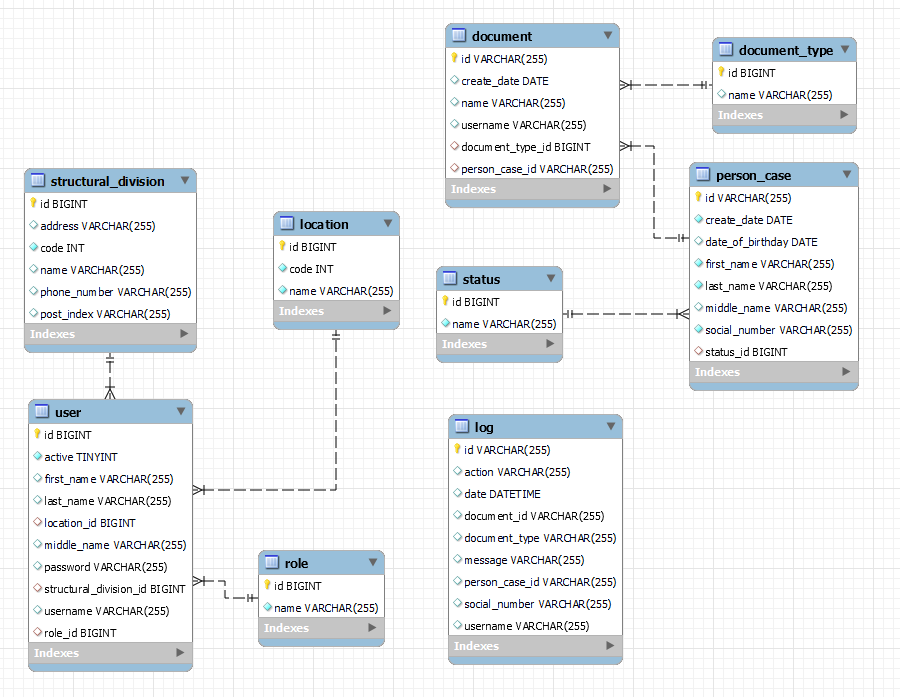 document
id VARCHAR(255)
create_date DATE
name VARCHAR(255)
username VARCHAR(255)
document_type_id BIGINT
person_case_id VARCHAR(255)
Indexes
document_type
id BIGINT
name VARCHAR(255)
Indexes
structural_division
id BIGINT
address VARCHAR(255)
code INT
name VARCHAR(255)
phone_number VARCHAR(255)
post_index VARCHAR(255)
Indexes
location
id BIGINT
code INT
name VARCHAR(255)
Indexes
status
id BIGINT
name VARCHAR(255)
Indexes
person_case
id VARCHAR(255)
create_date DATE
date_of_birthday DATE
first_name VARCHAR(255)
last_name VARCHAR(255)
middle_name VARCHAR(255)
social_number VARCHAR(255)
status_id BIGINT
Indexes
user
id BIGINT
active TINYINT
first_name VARCHAR(255)
last_name VARCHAR(255)
location_id BIGINT
middle_name VARCHAR(255)
password VARCHAR(255)
structural_division_id BIGINT
username VARCHAR(255)
role_id BIGINT
Indexes
role
id BIGINT
name VARCHAR(255)
Indexes
log
id VARCHAR(255)
action VARCHAR(255)
date DATETIME
document_id VARCHAR(255)
document_type VARCHAR(255)
message VARCHAR(255)
person_case_id VARCHAR(255)
social_number VARCHAR(255)
username VARCHAR(255)
Indexes